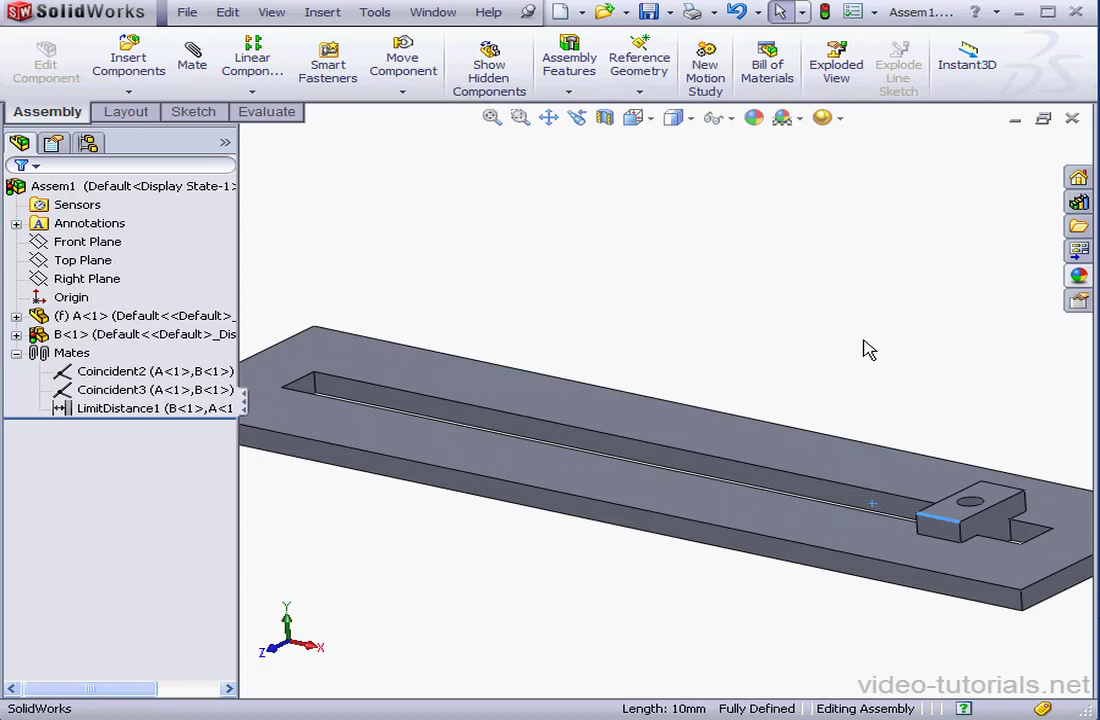 SolidWorks File Edit View Insert Tools Window Help Assem1.... ?
Edit Component
Insert Components
Mate
Linear Compon...
Smart Fasteners
Move Component
Show Hidden Components
Assembly Features
Reference Geometry
New Motion Study
Bill of Materials
Exploded View
Explode Line Sketch
Instant3D
Assembly Layout Sketch Evaluate
Assem1 (Default<Display State-1>
Sensors
Annotations
Front Plane
Top Plane
Right Plane
Origin
(f) A<1> (Default<<Default>_
B<1> (Default<<Default>_Dis
Mates
Coincident2 (A<1>,B<1>)
Coincident3 (A<1>,B<1>)
LimitDistance1 (B<1>,A<1
Y
Z X
video-tutorials.net
SolidWorks Length: 10mm Fully Defined Editing Assembly ?